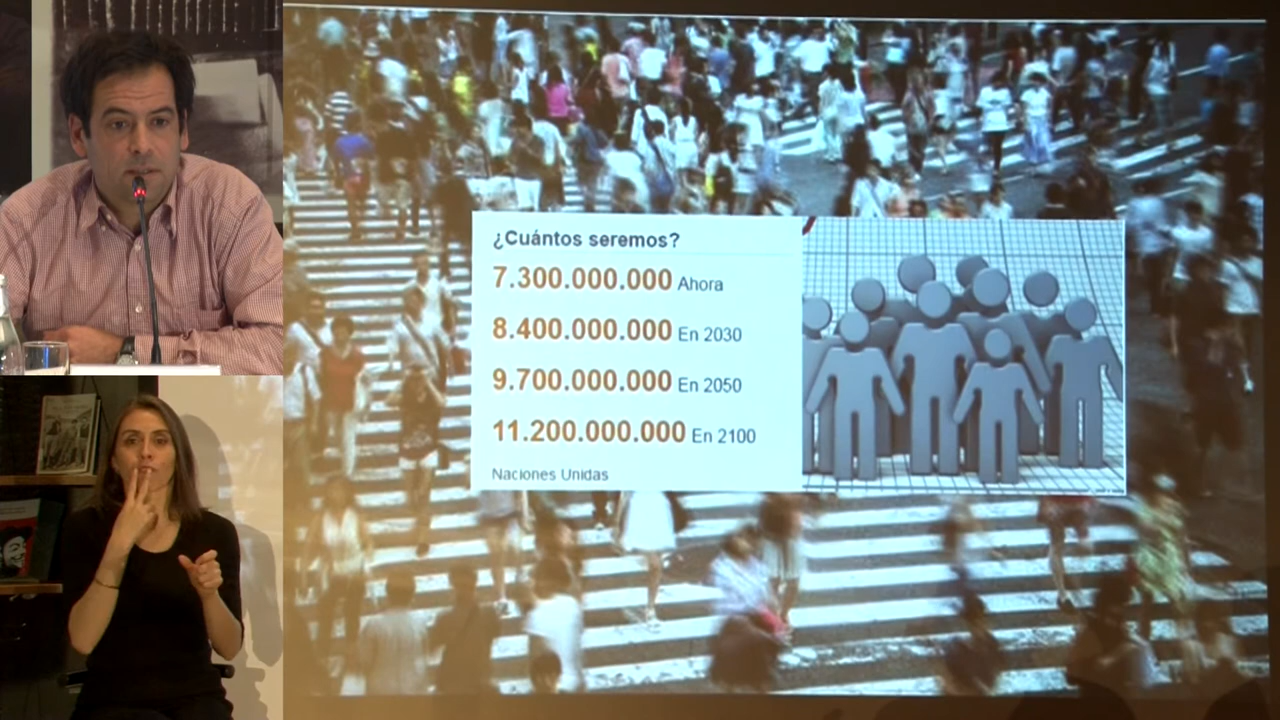 ¿Cuántos seremos?
7.300.000.000 Ahora
8.400.000.000 En 2030
9.700.000.000 En 2050
11.200.000.000 En 2100
Naciones Unidas